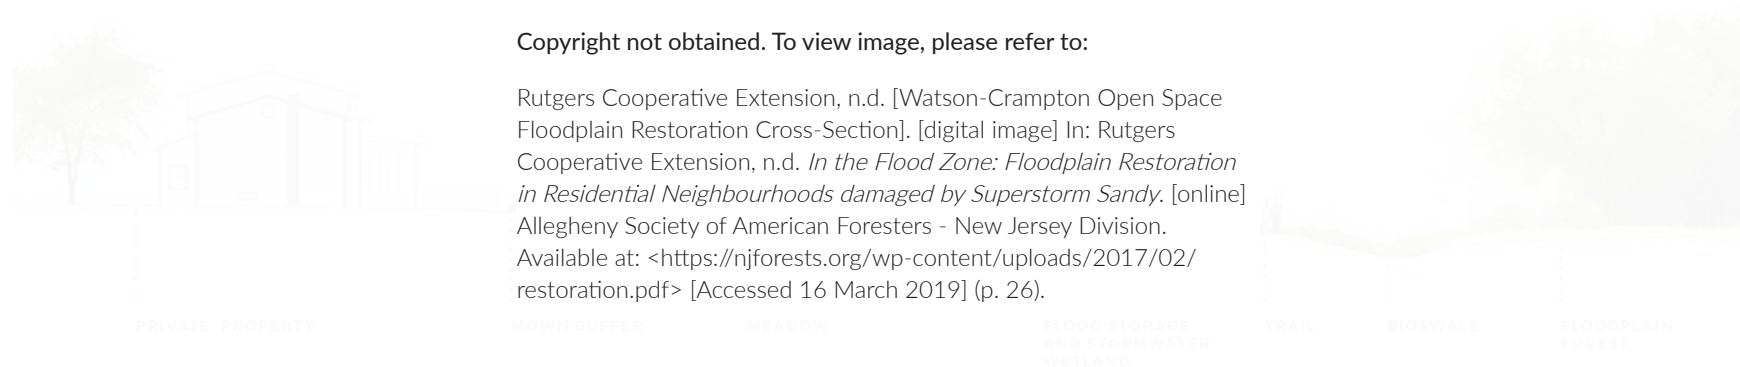 Copyright not obtained. To view image, please refer to:
Rutgers Cooperative Extension, n.d. [Watson-Crampton Open Space
Floodplain Restoration Cross-Section]. [digital image] In: Rutgers
Cooperative Extension, n.d. In the Flood Zone: Floodplain Restoration
in Residential Neighbourhoods damaged by Superstorm Sandy. [online]
Allegheny Society of American Foresters - New Jersey Division.
Available at: <https://njforests.org/wp-content/uploads/2017/02/
restoration.pdf> [Accessed 16 March 2019] (p. 26).
PRIVATE PROPERTY
MOWN BUFFER
MEADOW
FLOOD STORAGE
AND STORMWATER
WETLAND
TRAIL
BIOSWALE
FLOODPLAIN
FOREST